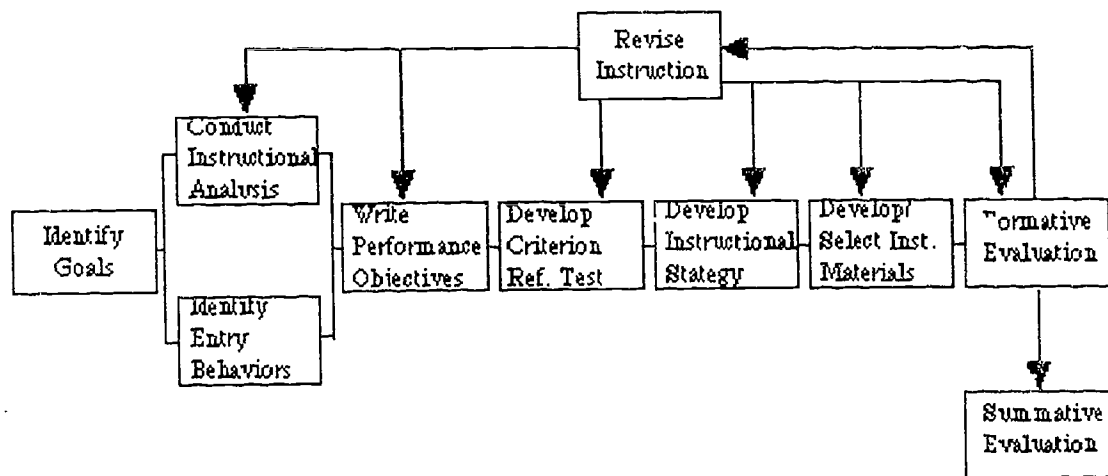 Revise
Instruction
Conduct
Instructional
Analysis
Identify
Goals
Identify
Entry
Behaviors
Write
Performance
Objectives
Develop
Criterion
Ref. Test
Develop
Instructional
Stategy
Develop/
Select Inst.
Materials
Formative
Evaluation
Summative
Evaluation